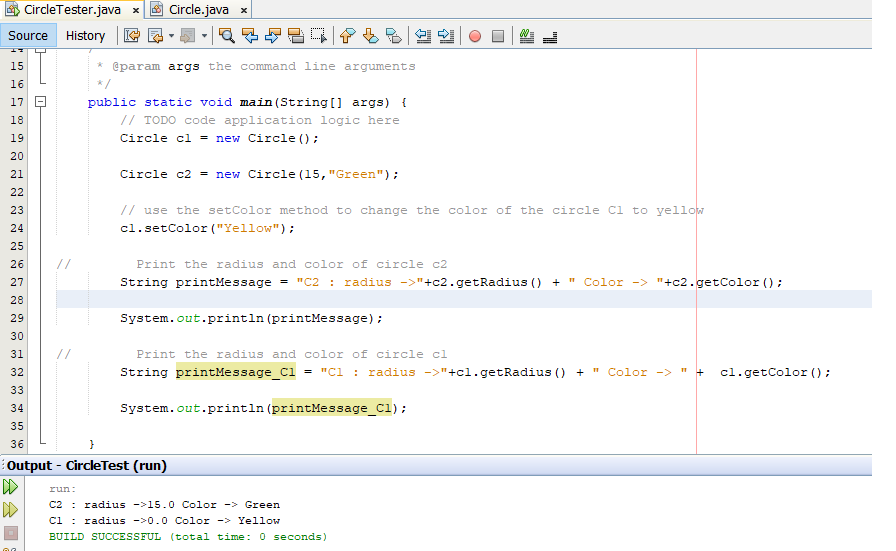 CircleTester.java × Circle.java ×
Source History
14 /
15 * @param args the command line arguments
16 */
17 public static void main(String[] args) {
18 // TODO code application logic here
19 Circle c1 = new Circle();
20
21 Circle c2 = new Circle(15,"Green");
22
23 // use the setColor method to change the color of the circle C1 to yellow
24 c1.setColor("Yellow");
25
26 // Print the radius and color of circle c2
27 String printMessage = "C2 : radius ->"+c2.getRadius() + " Color -> "+c2.getColor();
28
29 System.out.println(printMessage);
30
31 // Print the radius and color of circle c1
32 String printMessage_C1 = "C1 : radius ->"+c1.getRadius() + " Color -> " + c1.getColor();
33
34 System.out.println(printMessage_C1);
35
36 }
Output - CircleTest (run)
run:
C2 : radius ->15.0 Color -> Green
C1 : radius ->0.0 Color -> Yellow
BUILD SUCCESSFUL (total time: 0 seconds)